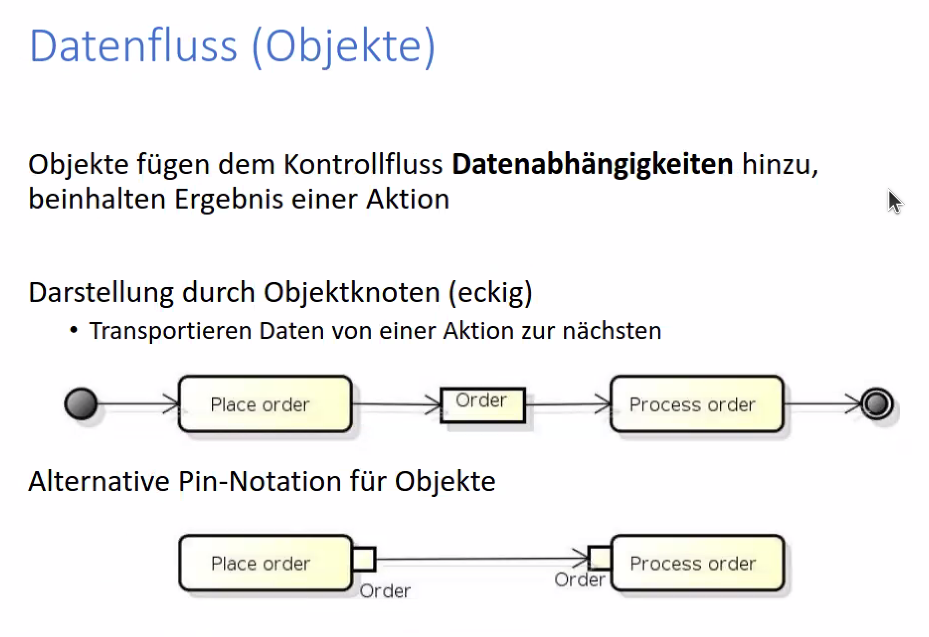 Datenfluss (Objekte)
Objekte fügen dem Kontrollfluss Datenabhängigkeiten hinzu,
beinhalten Ergebnis einer Aktion
Darstellung durch Objektknoten (eckig)
• Transportieren Daten von einer Aktion zur nächsten
Place order
Order
Process order
Alternative Pin-Notation für Objekte
Place order
Order
Order
Process order